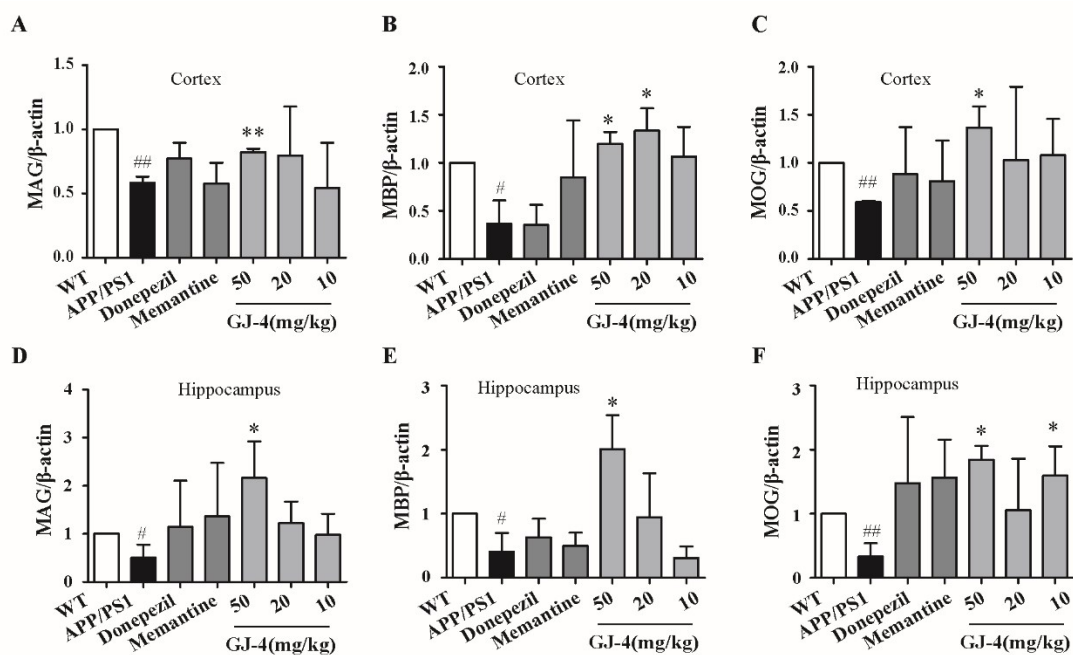 A
Cortex
MAG/β-actin
1.5
1.0
0.5
0.0
##
**
WT
APP/PS1
Donepezil
Memantine
50
20
10
GJ-4(mg/kg)
B
Cortex
MBP/β-actin
2.0
1.5
1.0
0.5
0.0
#
*
*
WT
APP/PS1
Donepezil
Memantine
50
20
10
GJ-4(mg/kg)
C
Cortex
MOG/β-actin
2.0
1.5
1.0
0.5
0.0
##
*
WT
APP/PS1
Donepezil
Memantine
50
20
10
GJ-4(mg/kg)
D
Hippocampus
MAG/β-actin
4
3
2
1
0
#
*
WT
APP/PS1
Donepezil
Memantine
50
20
10
GJ-4(mg/kg)
E
Hippocampus
MBP/β-actin
3
2
1
0
#
*
WT
APP/PS1
Donepezil
Memantine
50
20
10
GJ-4(mg/kg)
F
Hippocampus
MOG/β-actin
3
2
1
0
##
*
*
WT
APP/PS1
Donepezil
Memantine
50
20
10
GJ-4(mg/kg)